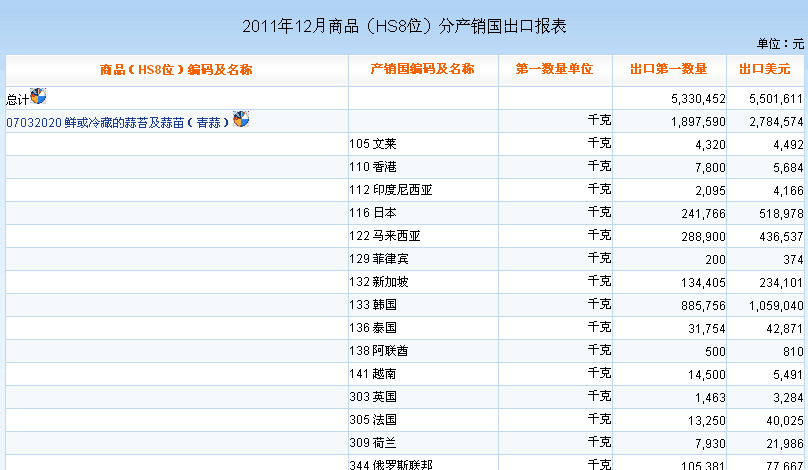 2011年12月商品（HS8位）分产销国出口报表
单位：元
商品（HS8位）编码及名称 产销国编码及名称 第一数量单位 出口第一数量 出口美元
总计 5,330,452 5,501,611
07032020 鲜或冷藏的蒜苔及蒜苗（青蒜） 千克 1,897,590 2,784,574
105 文莱 千克 4,320 4,492
110 香港 千克 7,800 5,684
112 印度尼西亚 千克 2,095 4,166
116 日本 千克 241,766 518,978
122 马来西亚 千克 288,900 436,537
129 菲律宾 千克 200 374
132 新加坡 千克 134,405 234,101
133 韩国 千克 885,756 1,059,040
136 泰国 千克 31,754 42,871
138 阿联酋 千克 500 810
141 越南 千克 14,500 5,491
303 英国 千克 1,463 3,284
305 法国 千克 13,250 40,025
309 荷兰 千克 7,930 21,986
344 俄罗斯联邦 千克 105,381 77,667